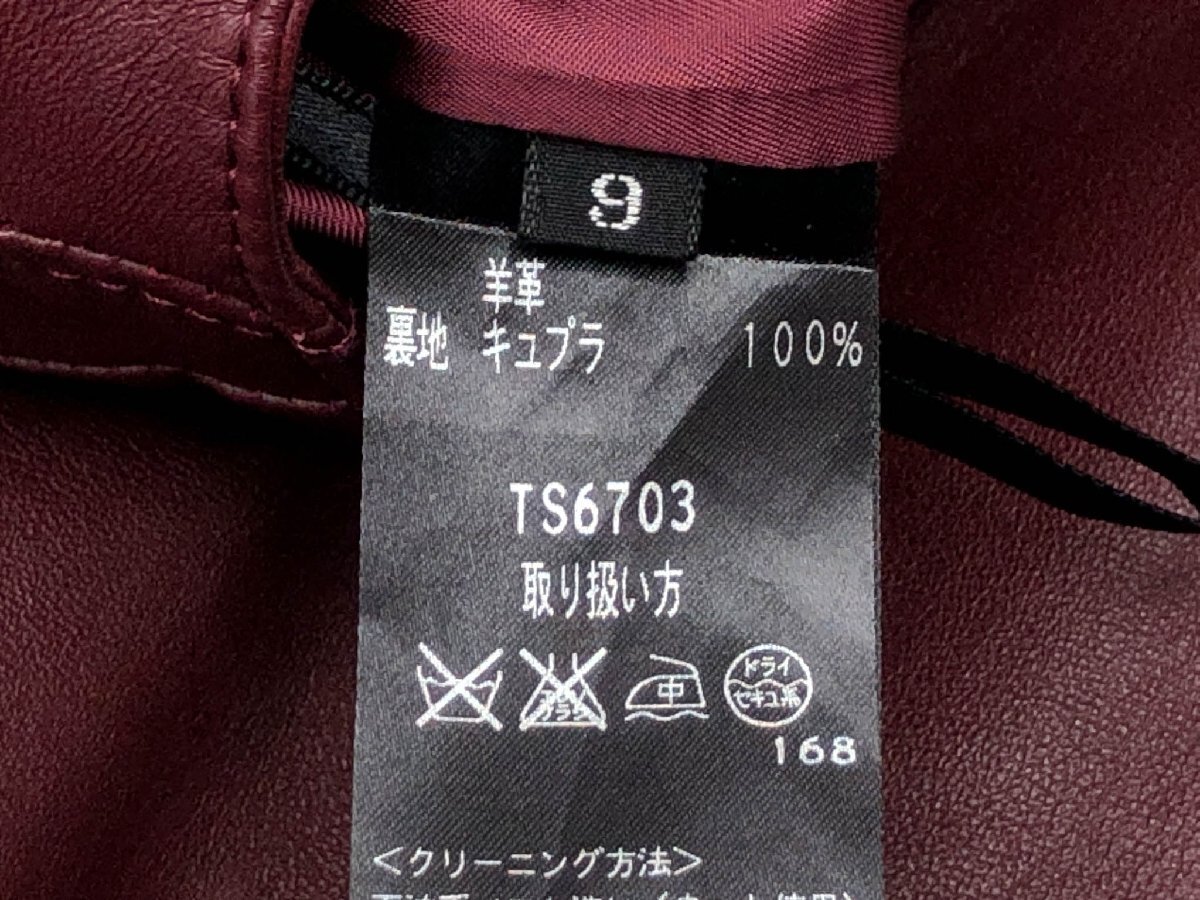 9
羊革
裏地 キュプラ 100%
TS6703
取り扱い方
中
ドライ
セキユ系
168
<クリーニング方法>